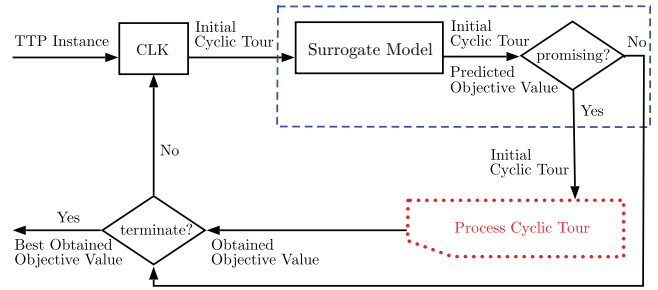 TTP Instance
CLK
Initial
Cyclic Tour
Surrogate Model
Initial
Cyclic Tour
Predicted
Objective Value
promising?
No
Yes
Initial
Cyclic Tour
Process Cyclic Tour
Obtained
Objective Value
terminate?
No
Yes
Best Obtained
Objective Value